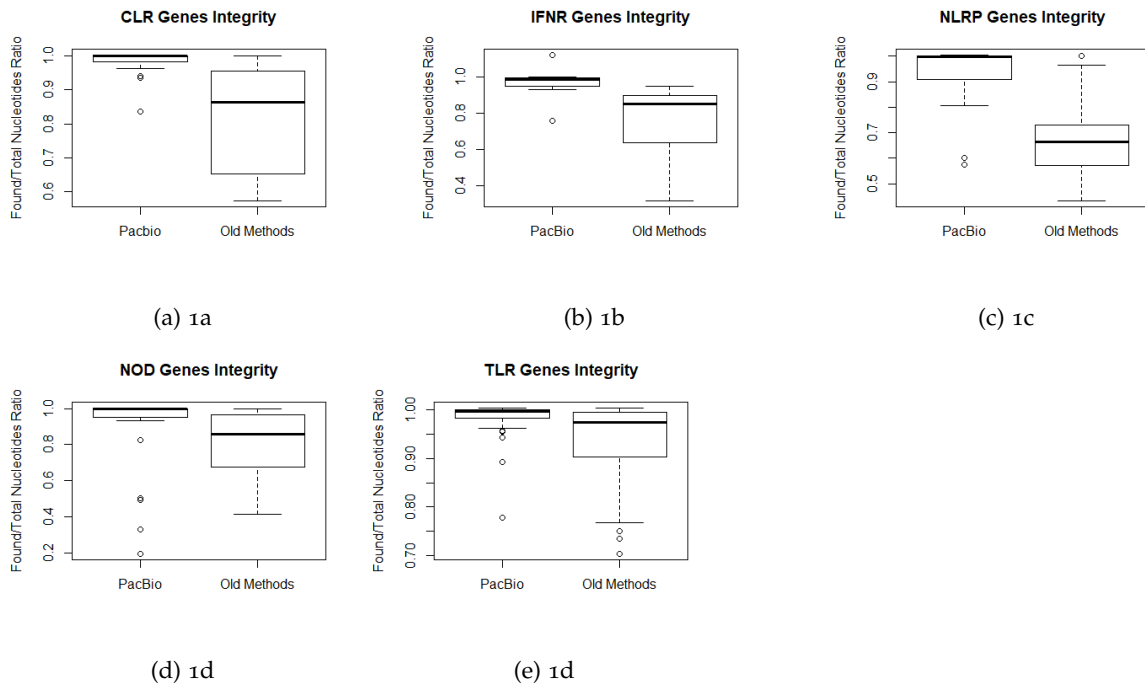 CLR Genes Integrity
Found/Total Nucleotides Ratio
1.0
0.9
0.8
0.7
0.6
Pacbio
Old Methods
(a) 1a
IFNR Genes Integrity
Found/Total Nucleotides Ratio
1.0
0.8
0.6
0.4
PacBio
Old Methods
(b) 1b
NLRP Genes Integrity
Found/Total Nucleotides Ratio
0.9
0.7
0.5
PacBio
Old Methods
(c) 1c
NOD Genes Integrity
Found/Total Nucleotides Ratio
1.0
0.8
0.6
0.4
0.2
PacBio
Old Methods
(d) 1d
TLR Genes Integrity
Found/Total Nucleotides Ratio
1.00
0.90
0.80
0.70
PacBio
Old Methods
(e) 1d